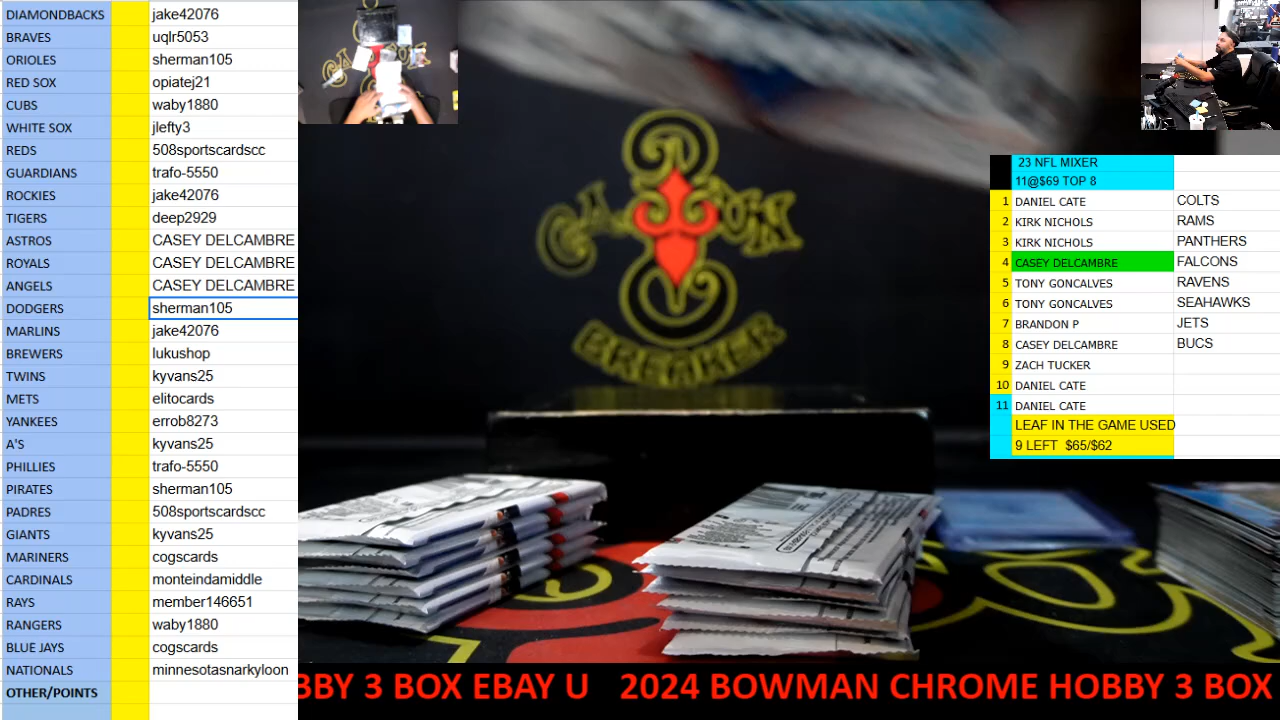 DIAMONDBACKS jake42076
BRAVES uqlr5053
ORIOLES sherman105
RED SOX opiatej21
CUBS waby1880
WHITE SOX jlefty3
REDS 508sportscardscc
GUARDIANS trafo-5550
ROCKIES jake42076
TIGERS deep2929
ASTROS CASEY DELCAMBRE
ROYALS CASEY DELCAMBRE
ANGELS CASEY DELCAMBRE
DODGERS sherman105
MARLINS jake42076
BREWERS lukushop
TWINS kyvans25
METS elitocards
YANKEES errob8273
A'S kyvans25
PHILLIES trafo-5550
PIRATES sherman105
PADRES 508sportscardscc
GIANTS kyvans25
MARINERS cogscards
CARDINALS monteindamiddle
RAYS member146651
RANGERS waby1880
BLUE JAYS cogscards
NATIONALS minnesotasnarkyloon
OTHER/POINTS
CAJUN
BREAKER
23 NFL MIXER
11@$69 TOP 8
1 DANIEL CATE COLTS
2 KIRK NICHOLS RAMS
3 KIRK NICHOLS PANTHERS
4 CASEY DELCAMBRE FALCONS
5 TONY GONCALVES RAVENS
6 TONY GONCALVES SEAHAWKS
7 BRANDON P JETS
8 CASEY DELCAMBRE BUCS
9 ZACH TUCKER
10 DANIEL CATE
11 DANIEL CATE
LEAF IN THE GAME USED
9 LEFT $65/$62
BBY 3 BOX EBAY U 2024 BOWMAN CHROME HOBBY 3 BOX